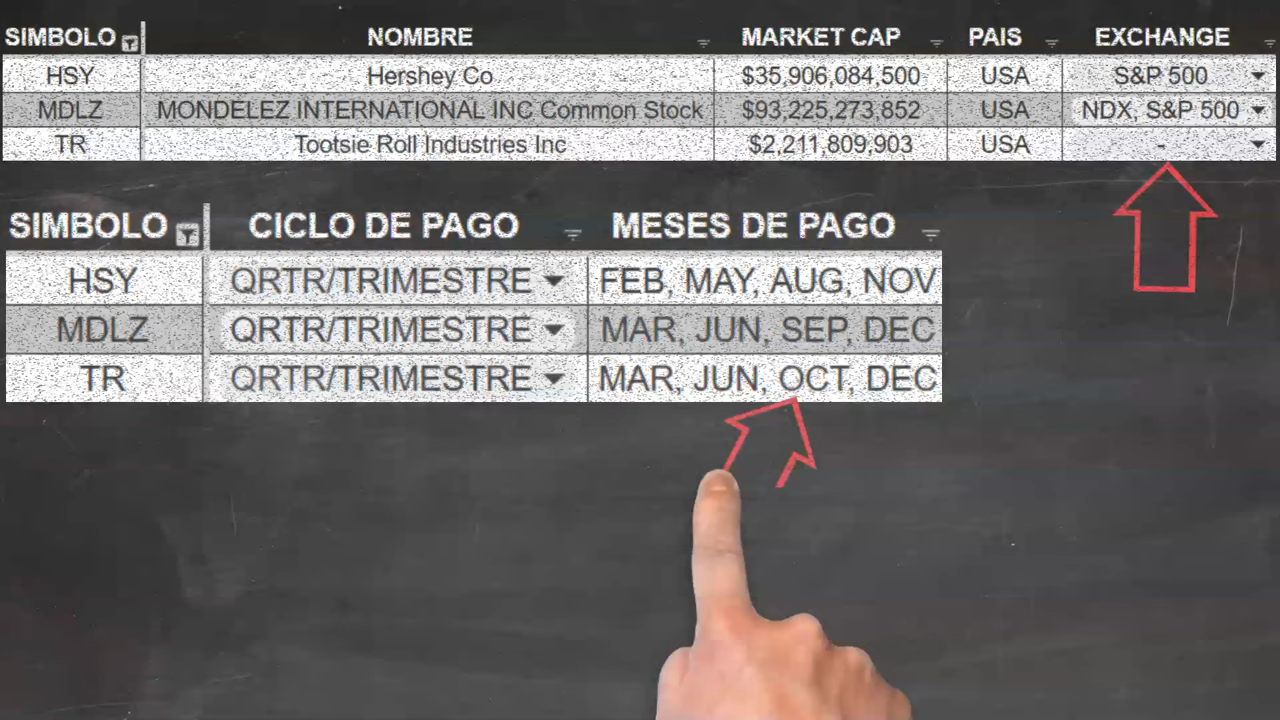 SIMBOLO NOMBRE MARKET CAP PAIS EXCHANGE
HSY Hershey Co $35,906,084,500 USA S&P 500
MDLZ MONDELEZ INTERNATIONAL INC Common Stock $93,225,273,852 USA NDX, S&P 500
TR Tootsie Roll Industries Inc $2,211,809,903 USA -
SIMBOLO CICLO DE PAGO MESES DE PAGO
HSY QRTR/TRIMESTRE FEB, MAY, AUG, NOV
MDLZ QRTR/TRIMESTRE MAR, JUN, SEP, DEC
TR QRTR/TRIMESTRE MAR, JUN, OCT, DEC